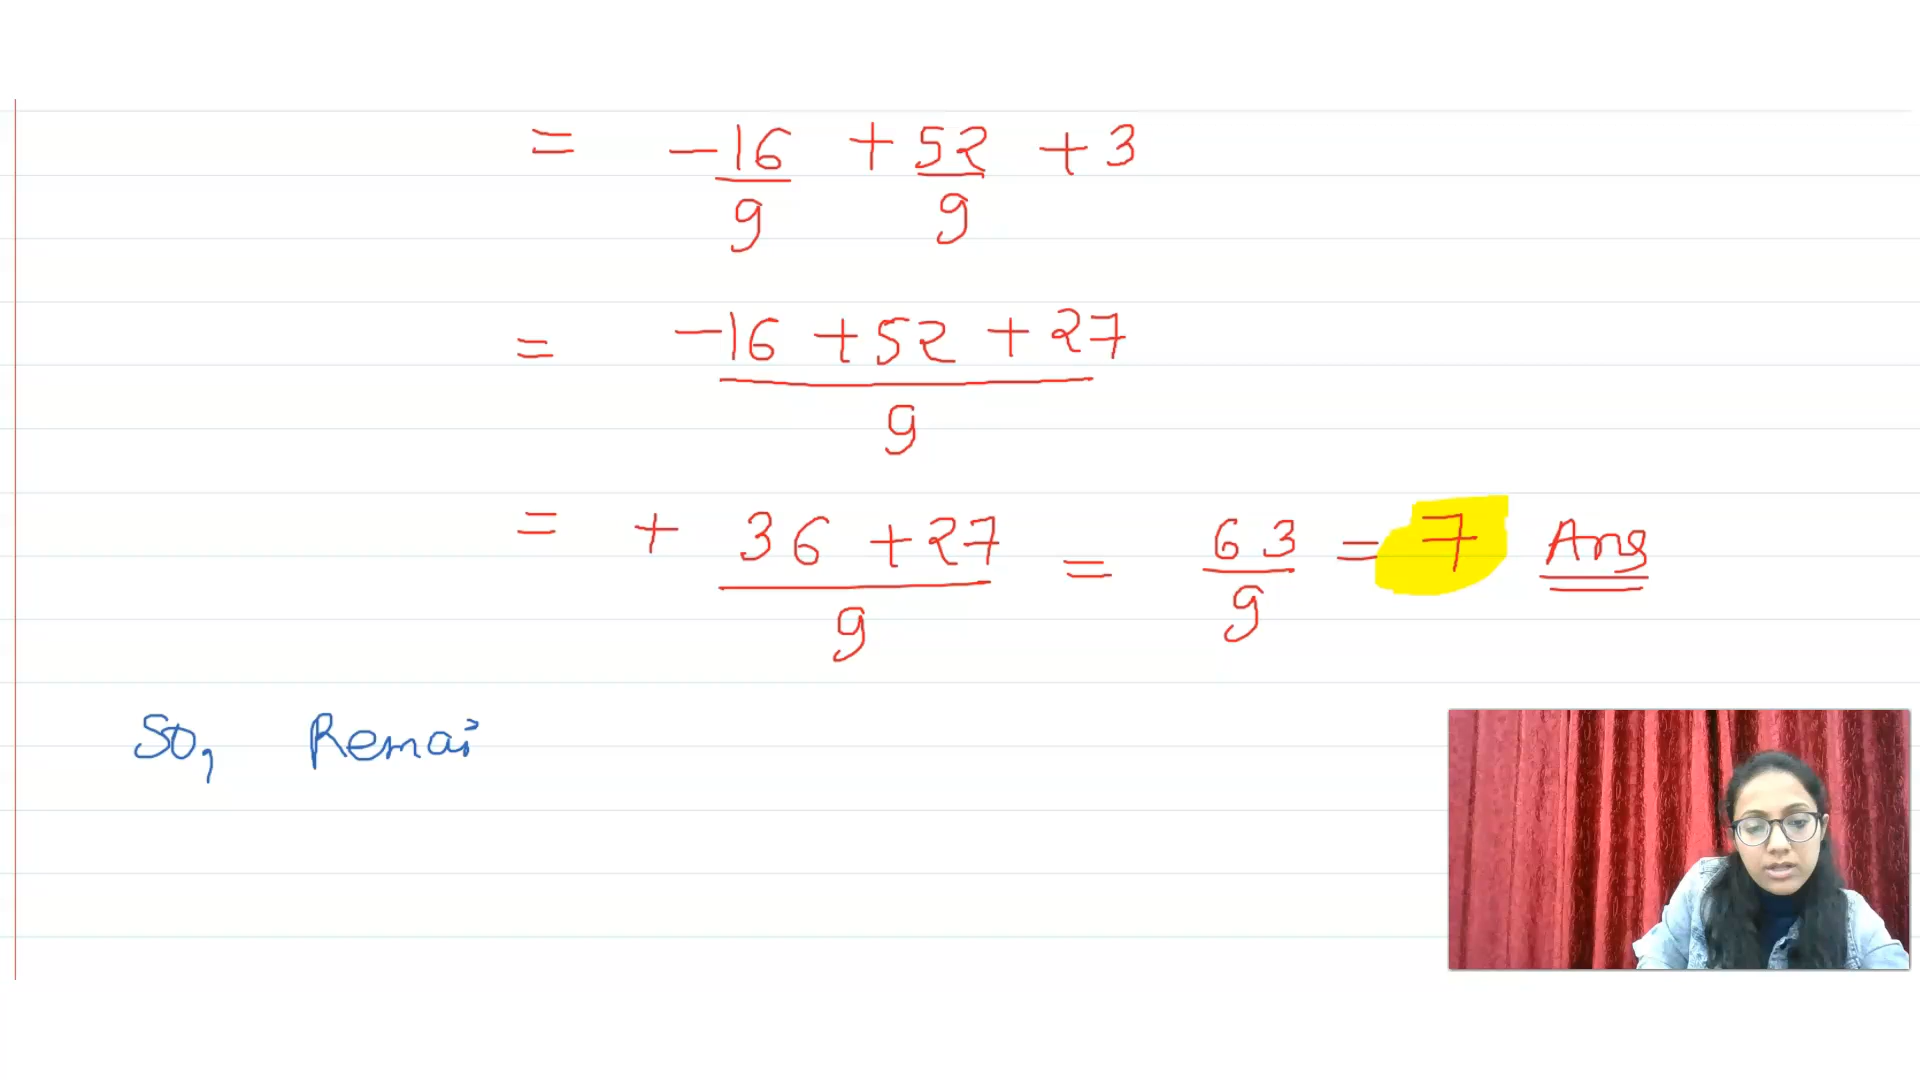 = -16/9 + 52/9 + 3
= -16 + 52 + 27 / 9
= + 36 + 27 / 9 = 63/9 = 7 Ans
So, Remai